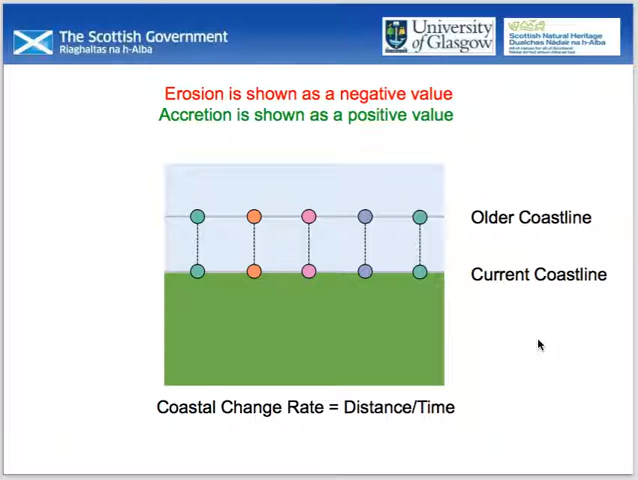 The Scottish Government
Riaghaltas na h-Alba
University
of Glasgow
Scottish Natural Heritage
Dualchas Nàdair na h-Alba
Erosion is shown as a negative value
Accretion is shown as a positive value
Older Coastline
Current Coastline
Coastal Change Rate = Distance/Time